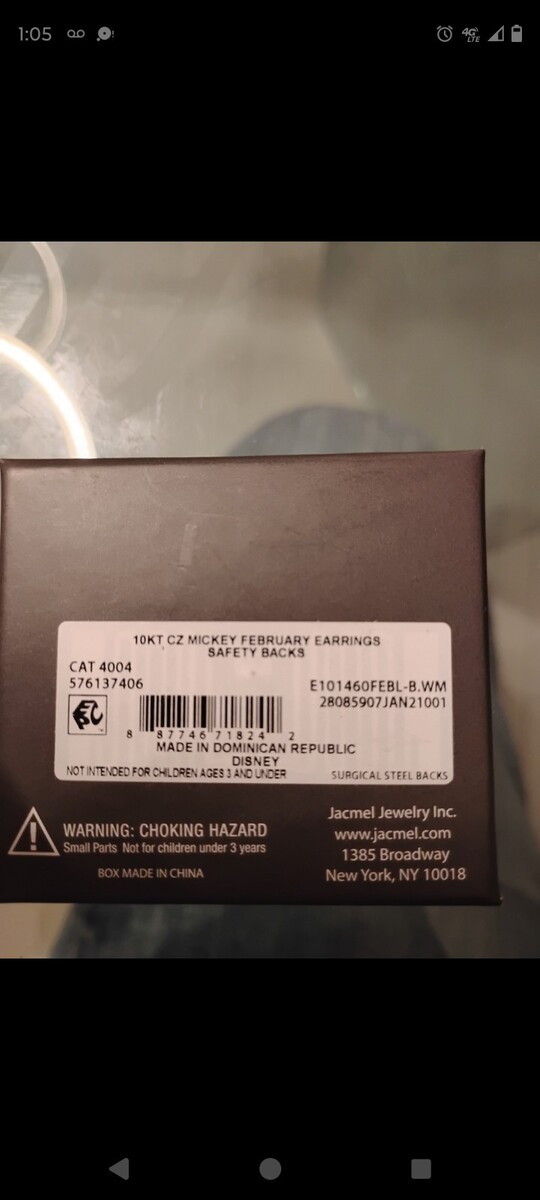 1:05
4G
LTE
10KT CZ MICKEY FEBRUARY EARRINGS
SAFETY BACKS
CAT 4004
576137406
E101460FEBL-B.WM
28085907JAN21001
8 87746 71824 2
MADE IN DOMINICAN REPUBLIC
DISNEY
NOT INTENDED FOR CHILDREN AGES 3 AND UNDER
SURGICAL STEEL BACKS
WARNING: CHOKING HAZARD
Small Parts Not for children under 3 years
BOX MADE IN CHINA
Jacmel Jewelry Inc.
www.jacmel.com
1385 Broadway
New York, NY 10018